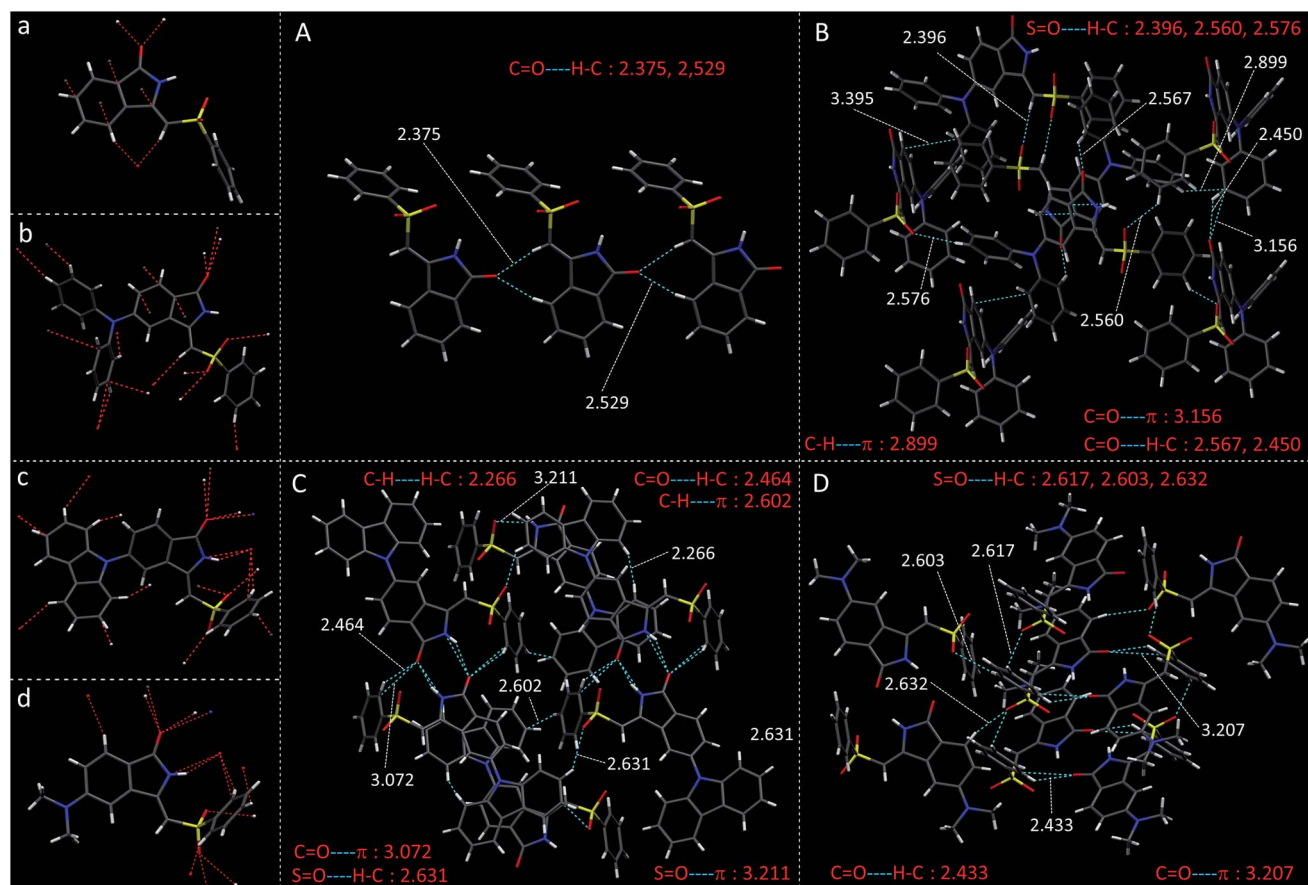 a
b
c
d
A
C=O----H-C : 2.375, 2,529
2.375
2.529
B
S=O----H-C : 2.396, 2.560, 2.576
2.396
2.899
3.395
2.567
2.450
3.156
2.576
2.560
C=O----π : 3.156
C-H----π : 2.899
C=O----H-C : 2.567, 2.450
C
C-H----H-C : 2.266
3.211
C=O----H-C : 2.464
C-H----π : 2.602
2.266
2.464
2.602
2.631
3.072
2.631
C=O----π : 3.072
S=O----H-C : 2.631
S=O----π : 3.211
D
S=O----H-C : 2.617, 2.603, 2.632
2.617
2.603
2.632
3.207
2.433
C=O----H-C : 2.433
C=O----π : 3.207